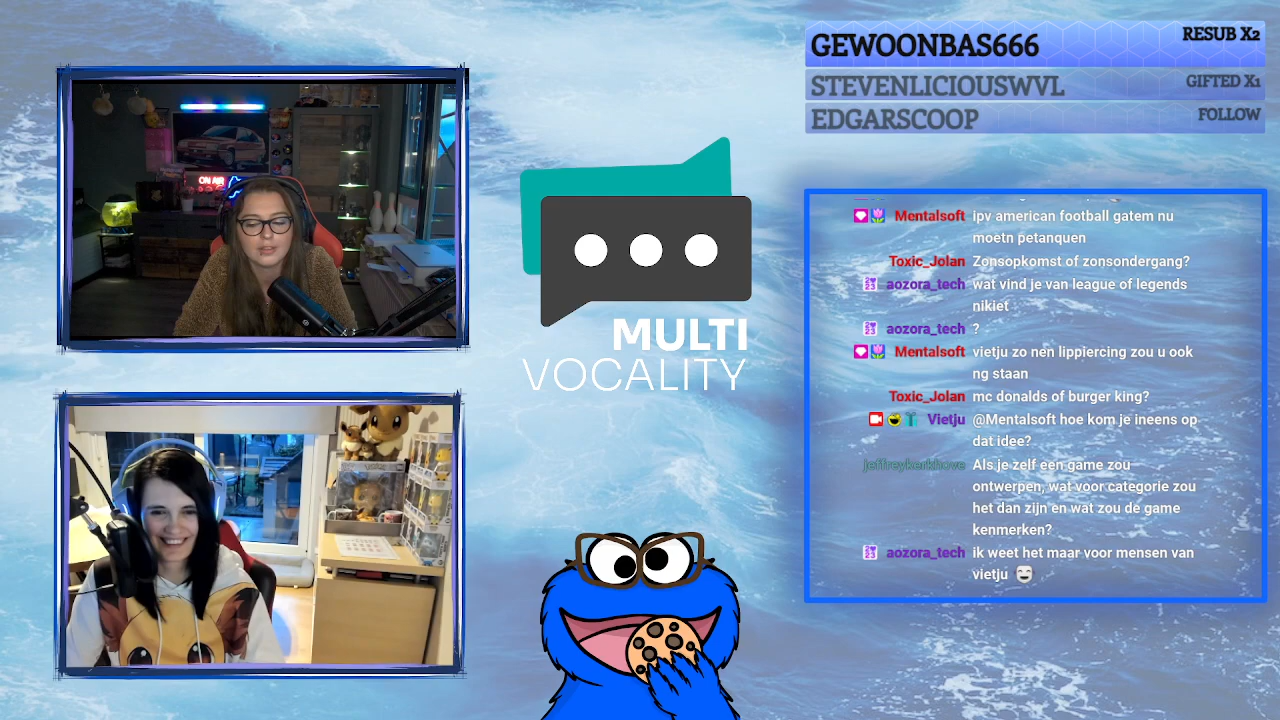 GEWOONBAS666 RESUB X2
STEVENLICIOUSWVL GIFTED X1
EDGARSCOOP FOLLOW
ON AIR
MULTI
VOCALITY
Mentalsoft ipv american football gatem nu
moetn petanquen
Toxic_Jolan Zonsopkomst of zonsondergang?
aozora_tech wat vind je van league of legends
nikiet
aozora_tech ?
Mentalsoft vietju zo nen lippiercing zou u ook
ng staan
Toxic_Jolan mc donalds of burger king?
Vietju @Mentalsoft hoe kom je ineens op
dat idee?
jeffreykerkhove Als je zelf een game zou
ontwerpen, wat voor categorie zou
het dan zijn en wat zou de game
kenmerken?
aozora_tech ik weet het maar voor mensen van
vietju